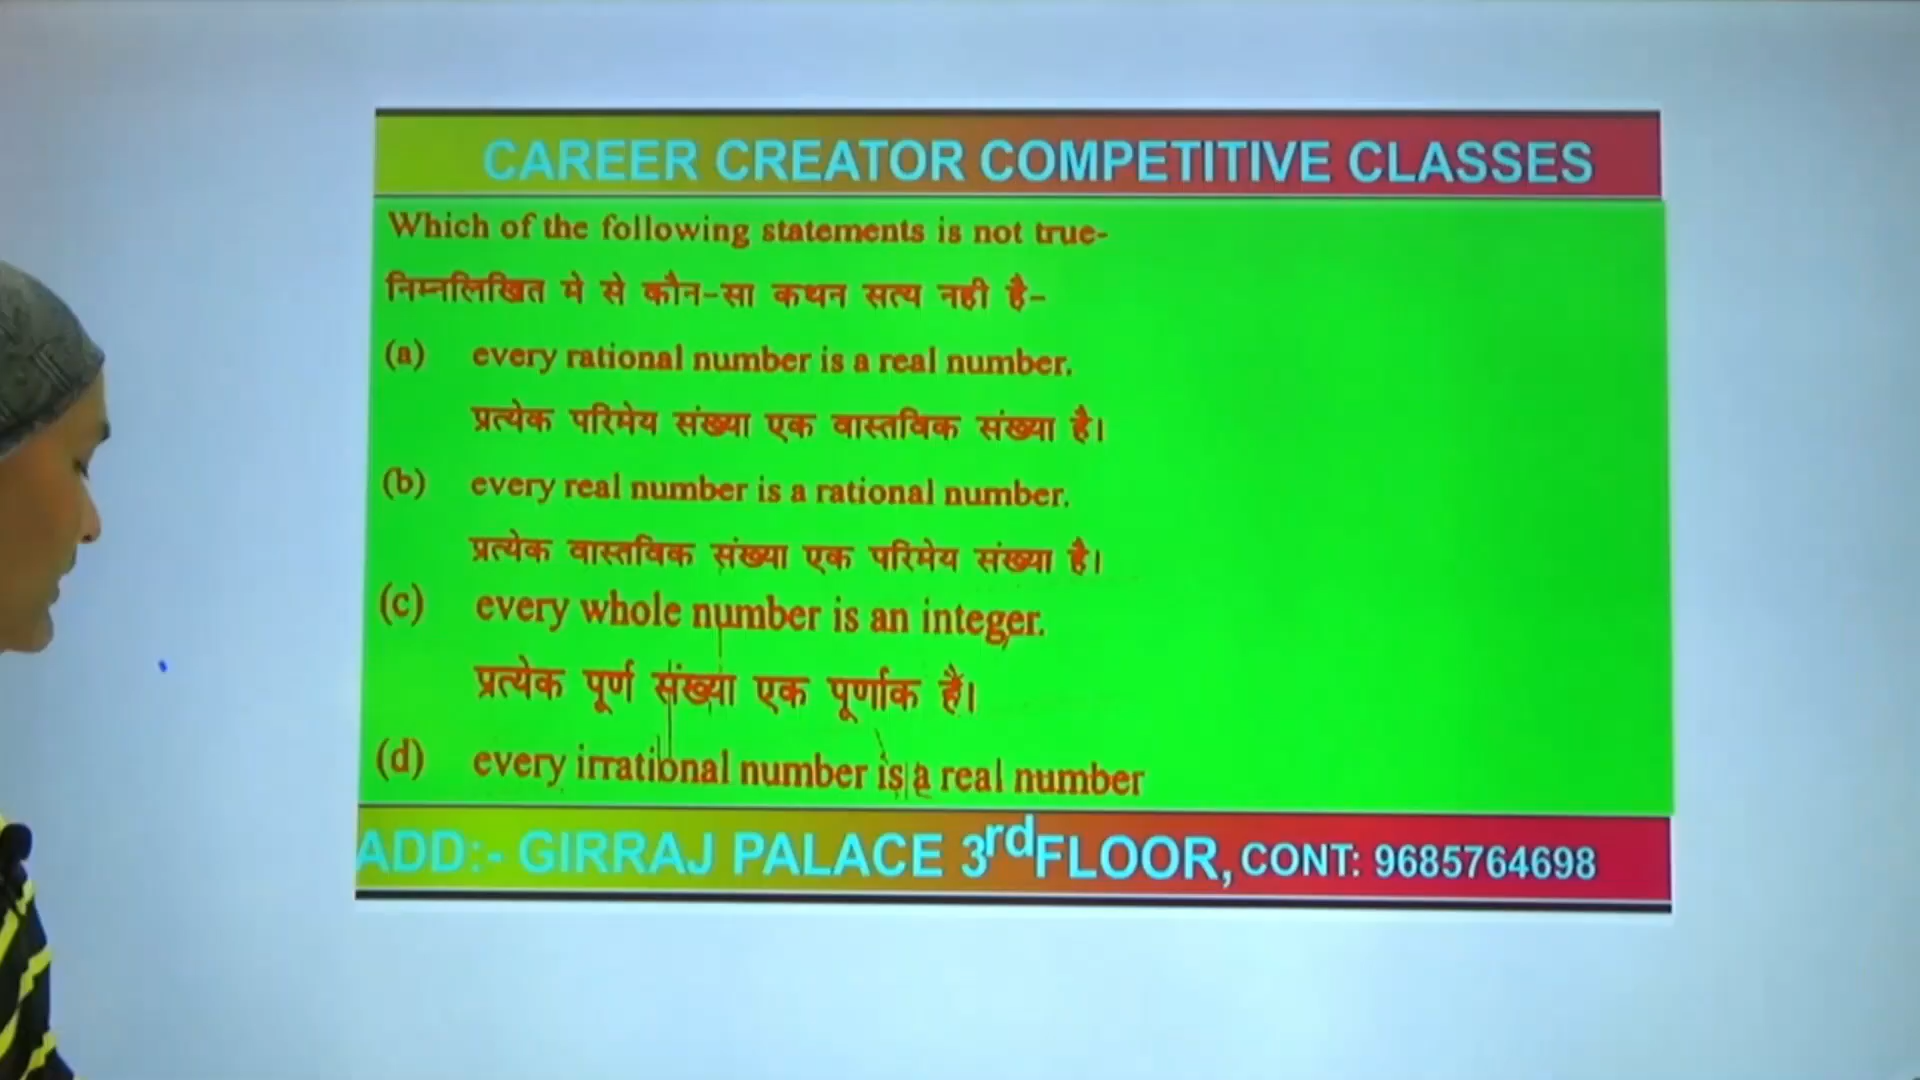 CAREER CREATOR COMPETITIVE CLASSES
Which of the following statements is not true-
निम्नलिखित मे से कौन-सा कथन सत्य नही है-
(a) every rational number is a real number.
प्रत्येक परिमेय संख्या एक वास्तविक संख्या है।
(b) every real number is a rational number.
प्रत्येक वास्तविक संख्या एक परिमेय संख्या है।
(c) every whole number is an integer.
प्रत्येक पूर्ण संख्या एक पूर्णाक है।
(d) every irrational number is a real number
ADD:- GIRRAJ PALACE 3rd FLOOR, CONT: 9685764698